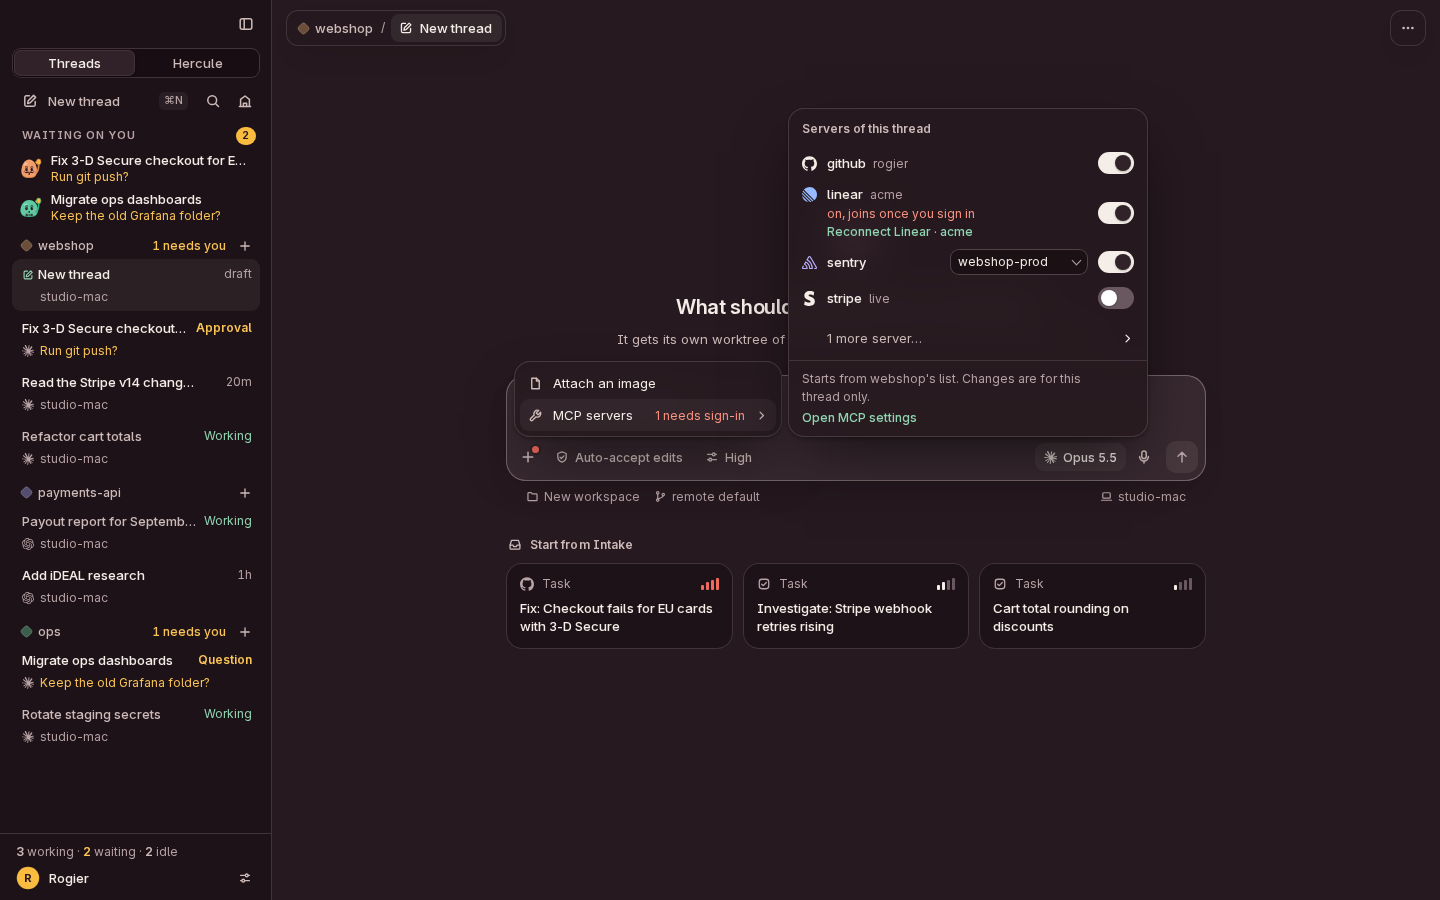 Threads
Hercule
New thread
⌘N
WAITING ON YOU
2
Fix 3-D Secure checkout for E…
Run git push?
Migrate ops dashboards
Keep the old Grafana folder?
webshop
1 needs you
New thread
draft
studio-mac
Fix 3-D Secure checkout…
Approval
Run git push?
Read the Stripe v14 chang…
20m
studio-mac
Refactor cart totals
Working
studio-mac
payments-api
Payout report for Septemb…
Working
studio-mac
Add iDEAL research
1h
studio-mac
ops
1 needs you
Migrate ops dashboards
Question
Keep the old Grafana folder?
Rotate staging secrets
Working
studio-mac
3 working · 2 waiting · 2 idle
R
Rogier
webshop / New thread
Servers of this thread
github rogier
linear acme
on, joins once you sign in
Reconnect Linear · acme
sentry
webshop-prod
stripe live
1 more server…
Starts from webshop's list. Changes are for this
thread only.
Open MCP settings
What should
It gets its own worktree of
Attach an image
MCP servers
1 needs sign-in
Auto-accept edits
High
Opus 5.5
New workspace
remote default
studio-mac
Start from Intake
Task
Fix: Checkout fails for EU cards
with 3-D Secure
Task
Investigate: Stripe webhook
retries rising
Task
Cart total rounding on
discounts